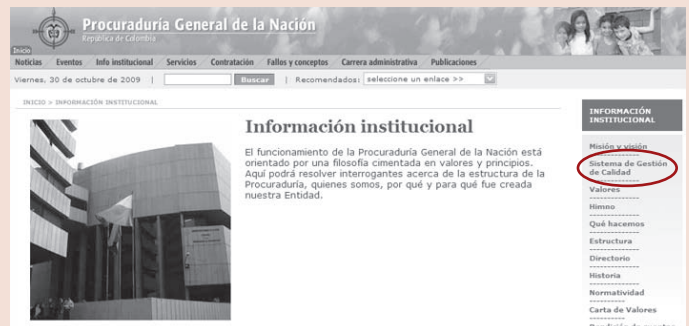 Procuraduría General de la Nación
República de Colombia
Inicio
Noticias Eventos Info institucional Servicios Contratación Fallos y conceptos Carrera administrativa Publicaciones
Viernes, 30 de octubre de 2009 | Buscar | Recomendados: seleccione un enlace >>
INICIO > INFORMACIÓN INSTITUCIONAL
Información institucional
El funcionamiento de la Procuraduría General de la Nación está
orientado por una filosofía cimentada en valores y principios.
Aquí podrá resolver interrogantes acerca de la estructura de la
Procuraduría, quienes somos, por qué y para qué fue creada
nuestra Entidad.
INFORMACIÓN
INSTITUCIONAL
Misión y visión
Sistema de Gestión
de Calidad
Valores
Himno
Qué hacemos
Estructura
Directorio
Historia
Normatividad
Carta de Valores